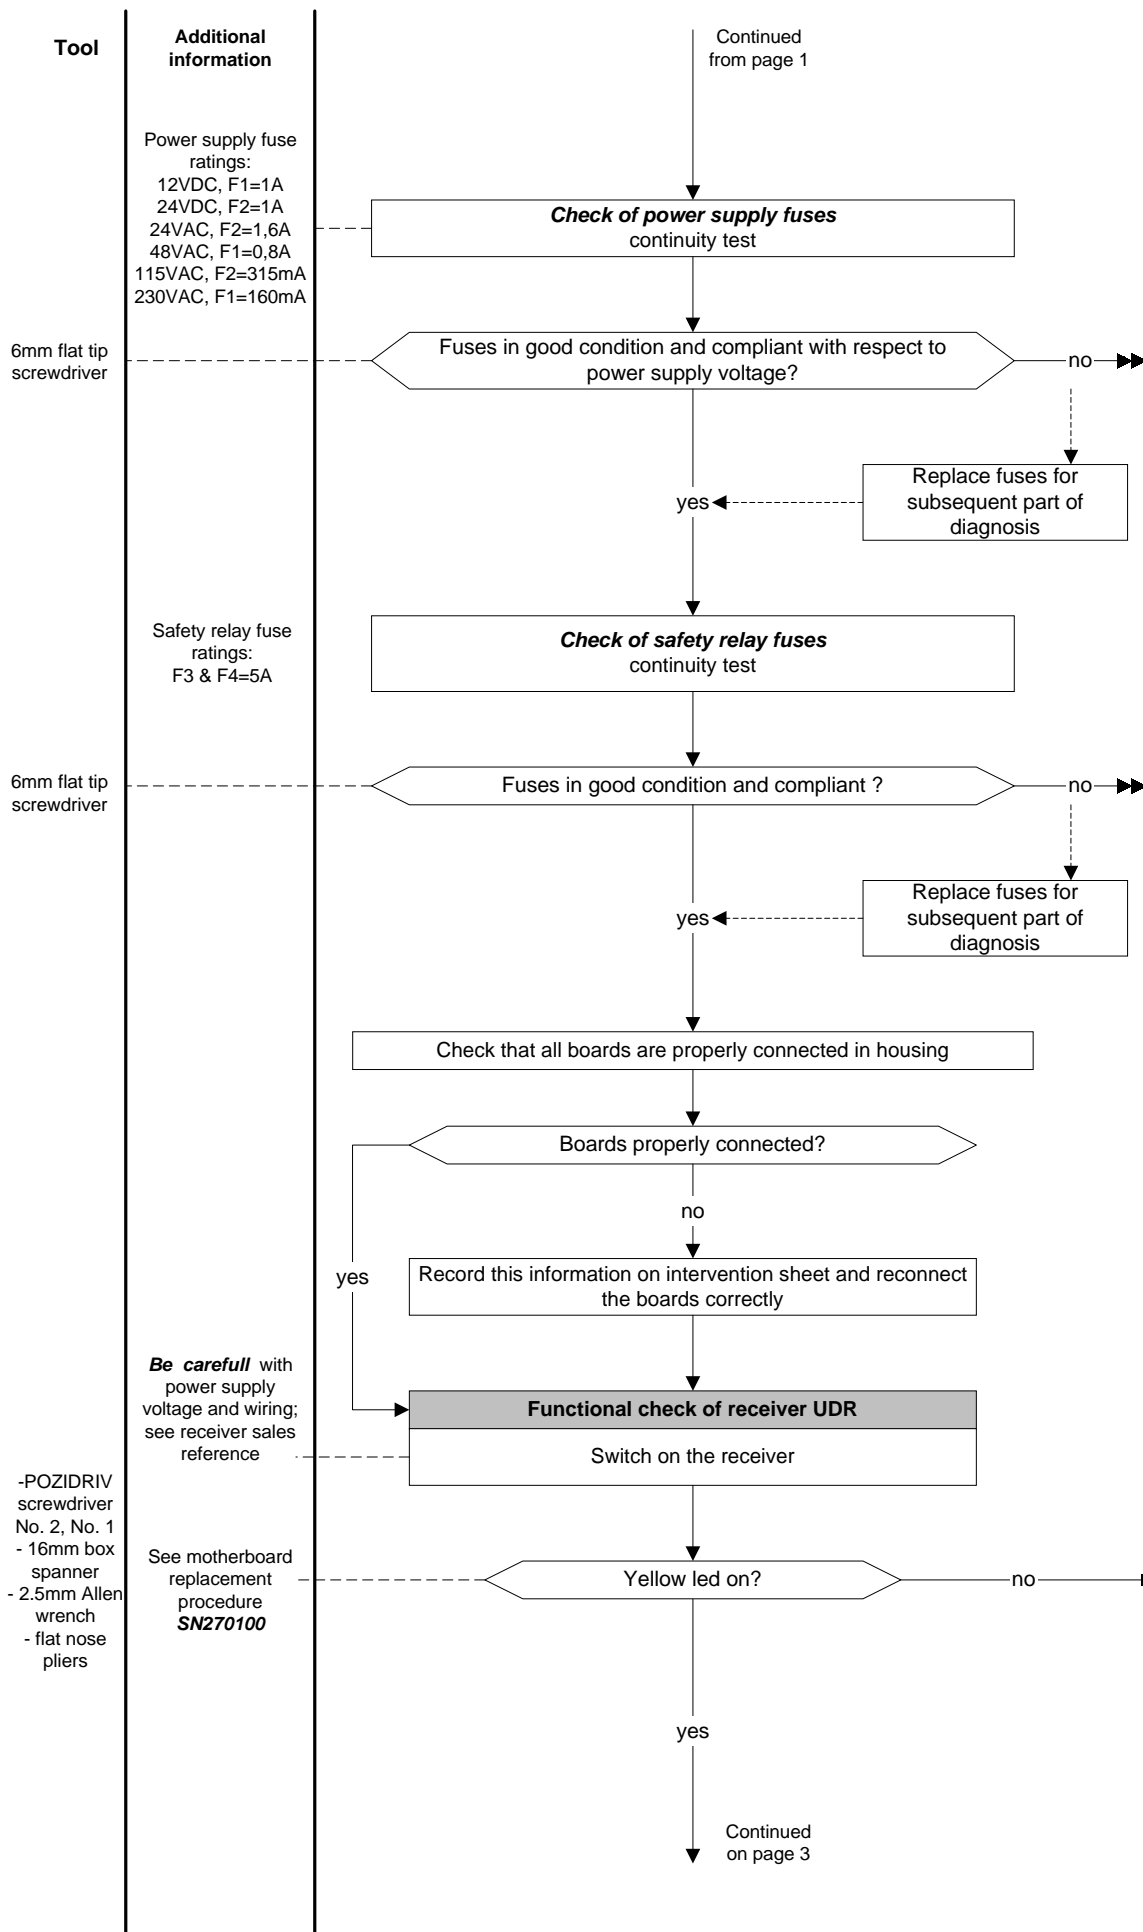 Tool
Additional
information
Continued
from page 1
Power supply fuse
ratings:
12VDC, F1=1A
24VDC, F2=1A
24VAC, F2=1,6A
48VAC, F1=0,8A
115VAC, F2=315mA
230VAC, F1=160mA
Check of power supply fuses
continuity test
6mm flat tip
screwdriver
Fuses in good condition and compliant with respect to
power supply voltage?
no
Replace fuses for
subsequent part of
diagnosis
yes
Safety relay fuse
ratings:
F3 & F4=5A
Check of safety relay fuses
continuity test
6mm flat tip
screwdriver
Fuses in good condition and compliant ?
no
Replace fuses for
subsequent part of
diagnosis
yes
Check that all boards are properly connected in housing
Boards properly connected?
no
yes
Record this information on intervention sheet and reconnect
the boards correctly
Be carefull with
power supply
voltage and wiring;
see receiver sales
reference
Functional check of receiver UDR
Switch on the receiver
-POZIDRIV
screwdriver
No. 2, No. 1
- 16mm box
spanner
- 2.5mm Allen
wrench
- flat nose
pliers
See motherboard
replacement
procedure
SN270100
Yellow led on?
no
yes
Continued
on page 3